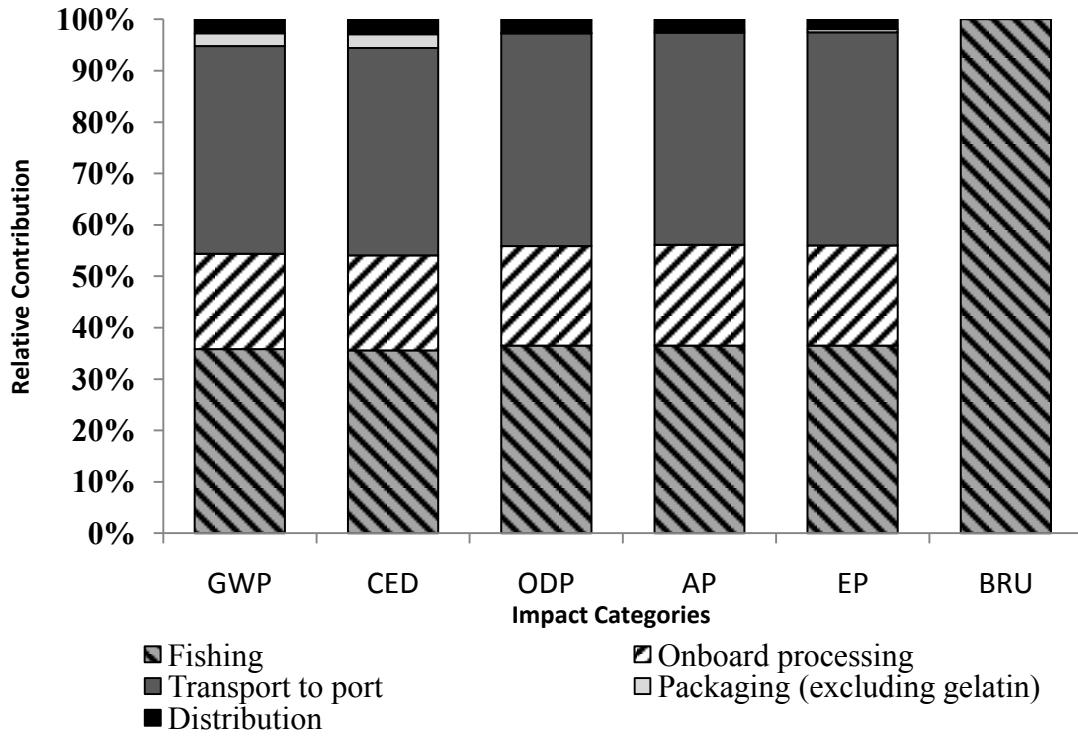 100%
90%
80%
70%
60%
50%
40%
30%
20%
10%
0%
Relative Contribution
GWP CED ODP AP EP BRU
Impact Categories
Fishing Onboard processing
Transport to port Packaging (excluding gelatin)
Distribution